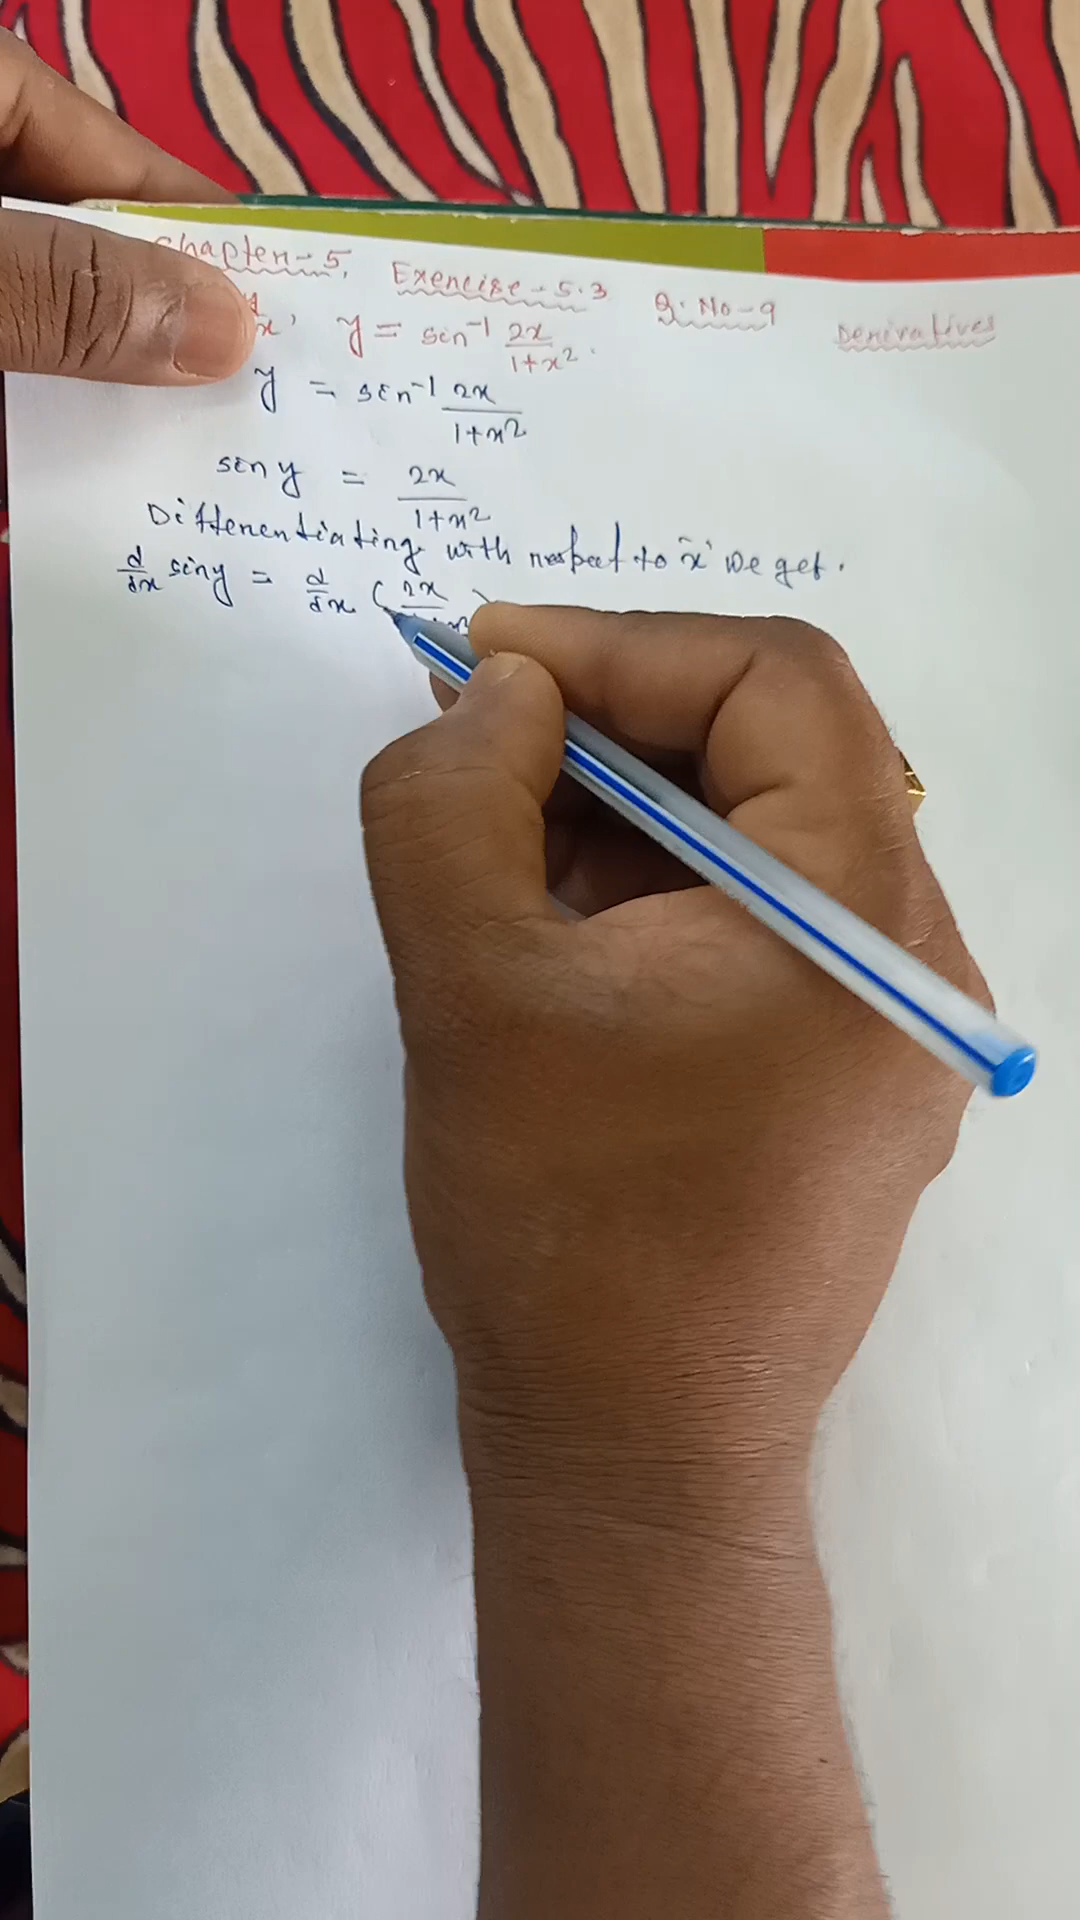 Chapter-5, Exercise-5.3 Q.No-9 Derivatives
x, y = sin⁻¹ 2x/1+x².
y = sin⁻¹ 2x/1+x²
sin y = 2x/1+x²
Differentiating with respect to 'x' we get.
d/dx sin y = d/dx (2x/